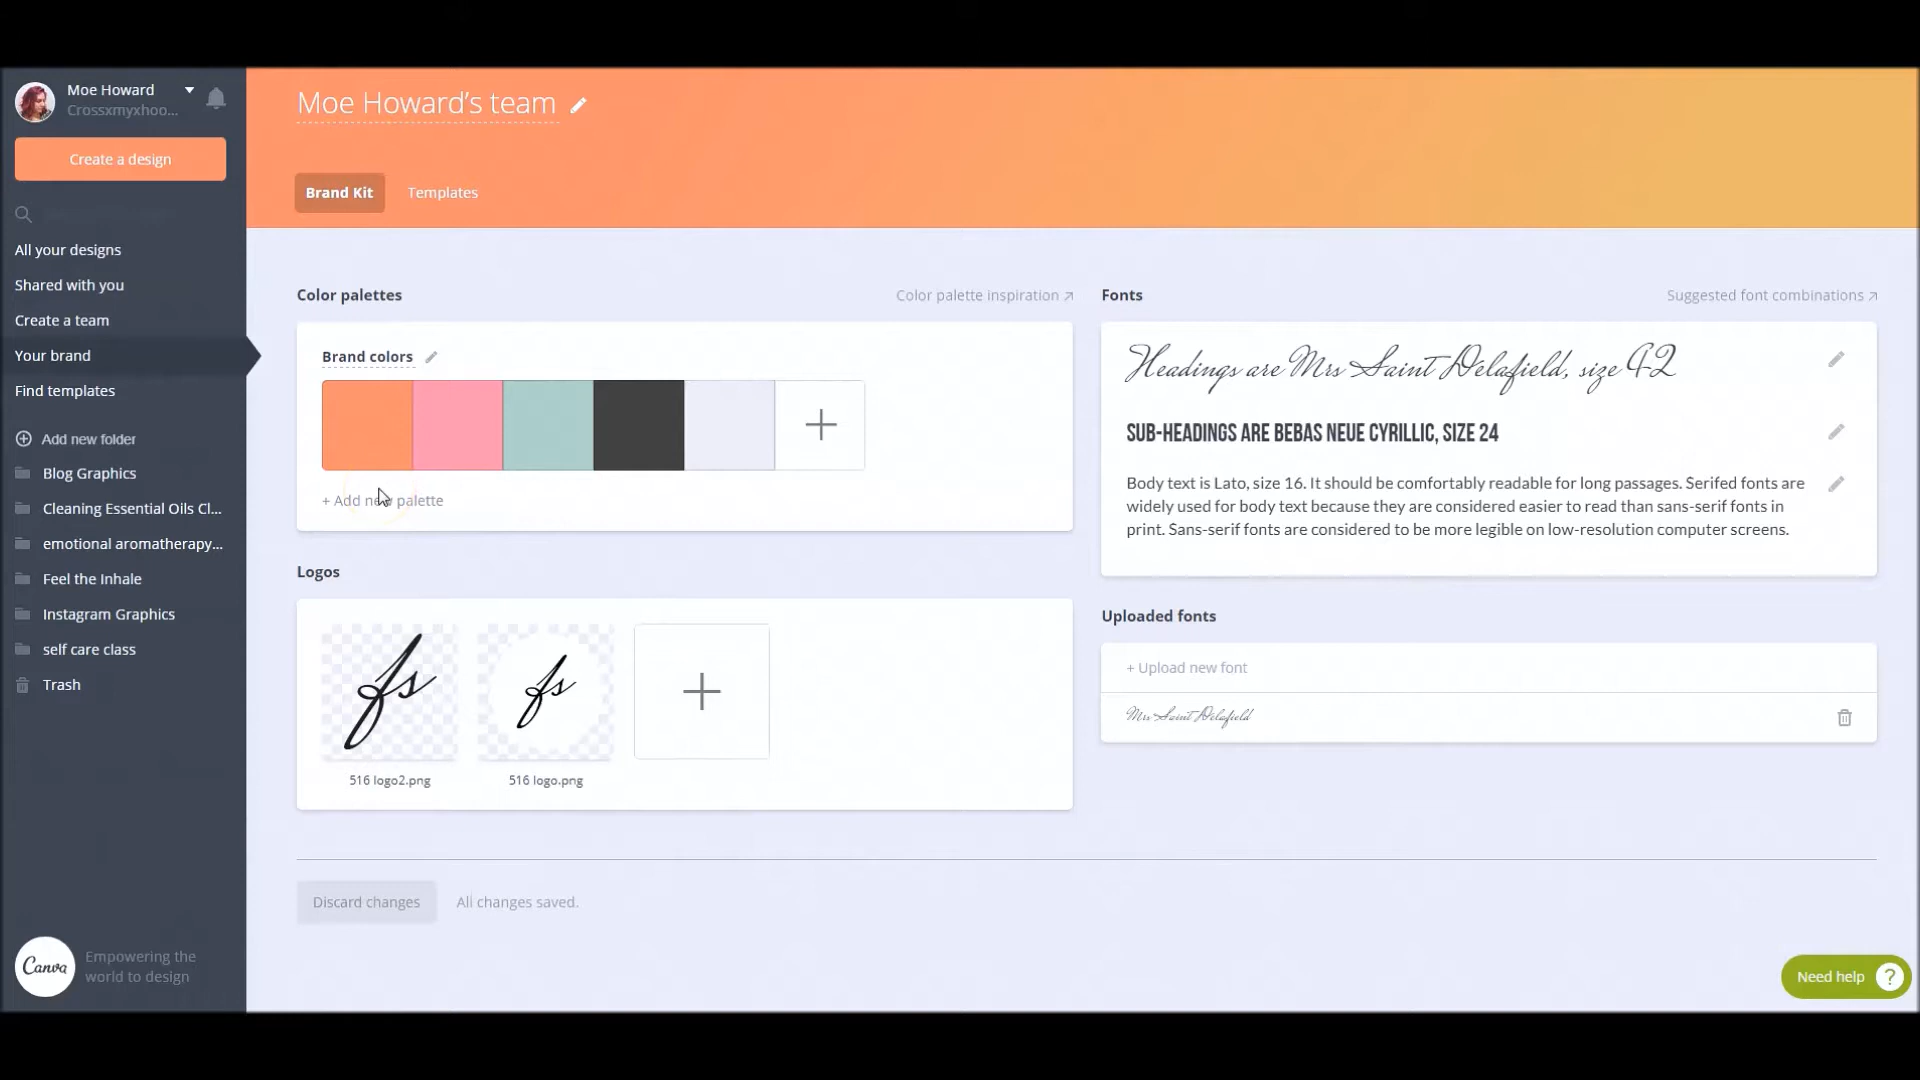 Moe Howard
Crossxmyxhoo...
Create a design
All your designs
Shared with you
Create a team
Your brand
Find templates
Add new folder
Blog Graphics
Cleaning Essential Oils Cl...
emotional aromatherapy...
Feel the Inhale
Instagram Graphics
self care class
Trash
Canva
Empowering the
world to design
Moe Howard's team
Brand Kit
Templates
Color palettes
Color palette inspiration
Brand colors
+ Add new palette
Logos
fs
fs
516 logo2.png
516 logo.png
Fonts
Suggested font combinations
Headings are Mrs Saint Delafield, size 42
SUB-HEADINGS ARE BEBAS NEUE CYRILLIC, SIZE 24
Body text is Lato, size 16. It should be comfortably readable for long passages. Serifed fonts are
widely used for body text because they are considered easier to read than sans-serif fonts in
print. Sans-serif fonts are considered to be more legible on low-resolution computer screens.
Uploaded fonts
+ Upload new font
Mrs Saint Delafield
Discard changes
All changes saved.
Need help ?